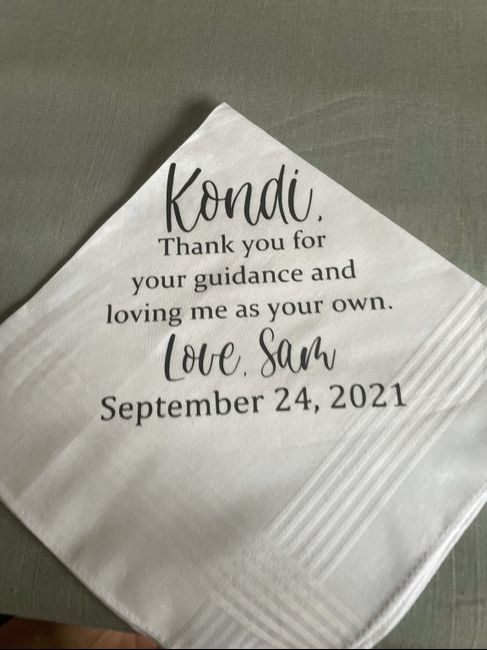 Kondi,
Thank you for
your guidance and
loving me as your own.
Love, Sam
September 24, 2021